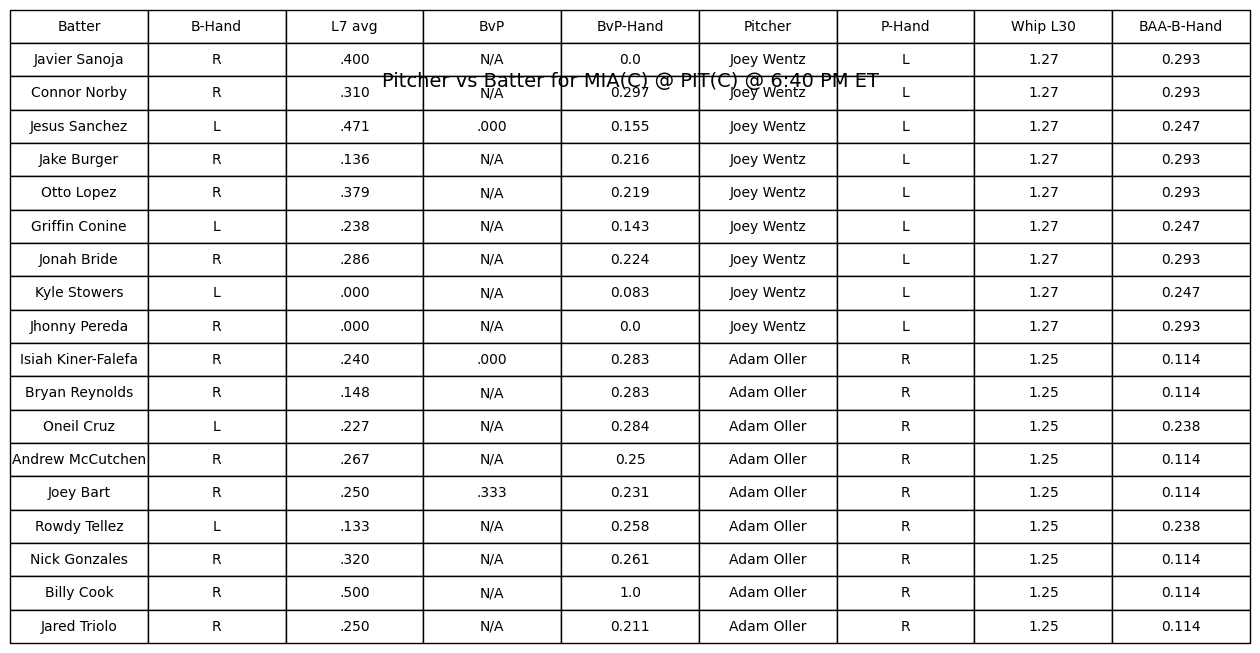 Batter B-Hand L7 avg BvP BvP-Hand Pitcher P-Hand Whip L30 BAA-B-Hand
Javier Sanoja R .400 N/A 0.0 Joey Wentz L 1.27 0.293
Pitcher vs Batter for MIA(C) @ PIT(C) @ 6:40 PM ET
Connor Norby R .310 N/A 0.297 Joey Wentz L 1.27 0.293
Jesus Sanchez L .471 .000 0.155 Joey Wentz L 1.27 0.247
Jake Burger R .136 N/A 0.216 Joey Wentz L 1.27 0.293
Otto Lopez R .379 N/A 0.219 Joey Wentz L 1.27 0.293
Griffin Conine L .238 N/A 0.143 Joey Wentz L 1.27 0.247
Jonah Bride R .286 N/A 0.224 Joey Wentz L 1.27 0.293
Kyle Stowers L .000 N/A 0.083 Joey Wentz L 1.27 0.247
Jhonny Pereda R .000 N/A 0.0 Joey Wentz L 1.27 0.293
Isiah Kiner-Falefa R .240 .000 0.283 Adam Oller R 1.25 0.114
Bryan Reynolds R .148 N/A 0.283 Adam Oller R 1.25 0.114
Oneil Cruz L .227 N/A 0.284 Adam Oller R 1.25 0.238
Andrew McCutchen R .267 N/A 0.25 Adam Oller R 1.25 0.114
Joey Bart R .250 .333 0.231 Adam Oller R 1.25 0.114
Rowdy Tellez L .133 N/A 0.258 Adam Oller R 1.25 0.238
Nick Gonzales R .320 N/A 0.261 Adam Oller R 1.25 0.114
Billy Cook R .500 N/A 1.0 Adam Oller R 1.25 0.114
Jared Triolo R .250 N/A 0.211 Adam Oller R 1.25 0.114